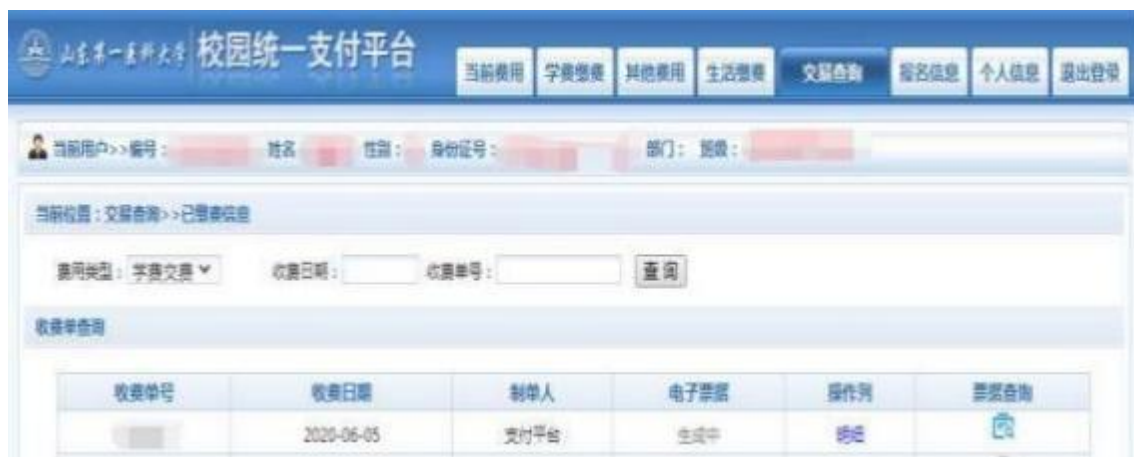 山东第一医科大学 校园统一支付平台
当前费用 学费缴费 其他费用 生活缴费 交易查询 报名信息 个人信息 退出登录
当前用户>>编号： 姓名 性别： 身份证号： 部门： 班级：
当前位置：交易查询>>已缴费信息
费用类型： 学费交费 收费日期： 收费单号： 查询
收费单查询
收费单号 收费日期 制单人 电子票据 操作列 票据查询
2020-06-05 支付平台 生成中 明细